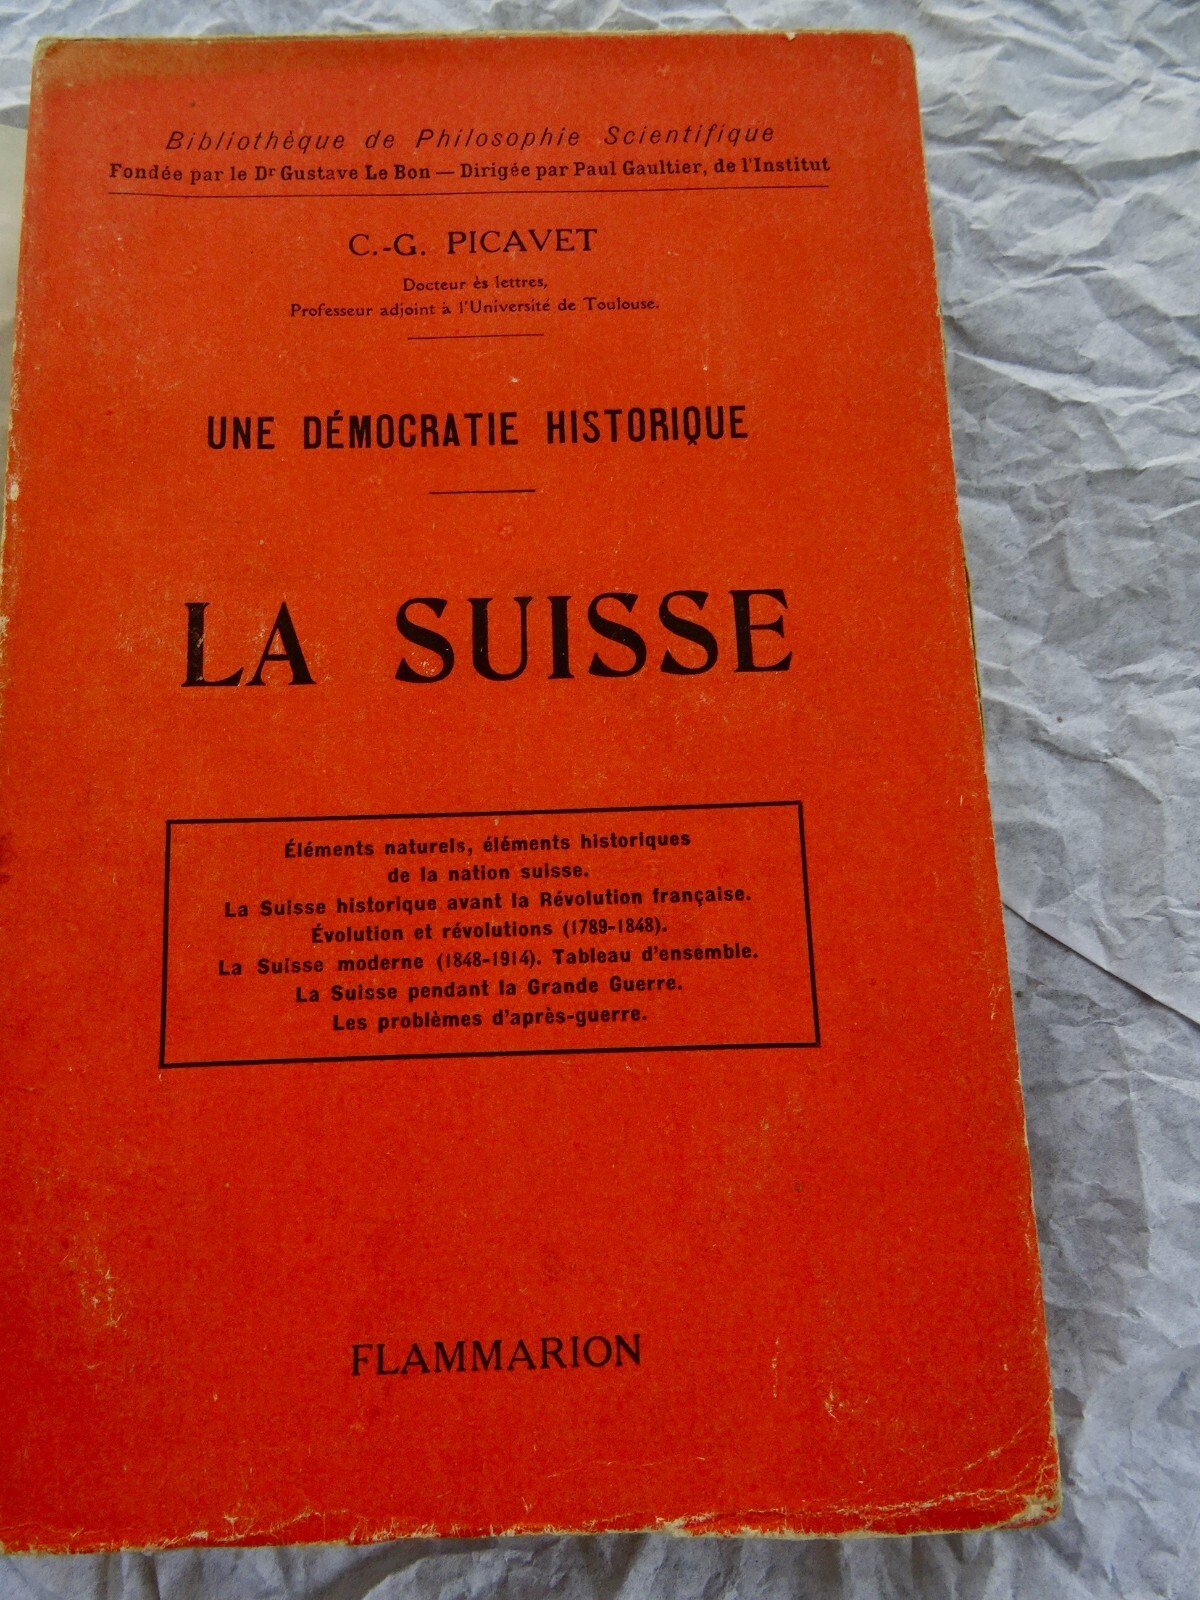 Bibliothèque de Philosophie Scientifique
Fondée par le Dr Gustave Le Bon — Dirigée par Paul Gaultier, de l'Institut
C.-G. PICAVET
Docteur ès lettres,
Professeur adjoint à l'Université de Toulouse.
UNE DÉMOCRATIE HISTORIQUE
LA SUISSE
Éléments naturels, éléments historiques
de la nation suisse.
La Suisse historique avant la Révolution française.
Évolution et révolutions (1789-1848).
La Suisse moderne (1848-1914). Tableau d'ensemble.
La Suisse pendant la Grande Guerre.
Les problèmes d'après-guerre.
FLAMMARION